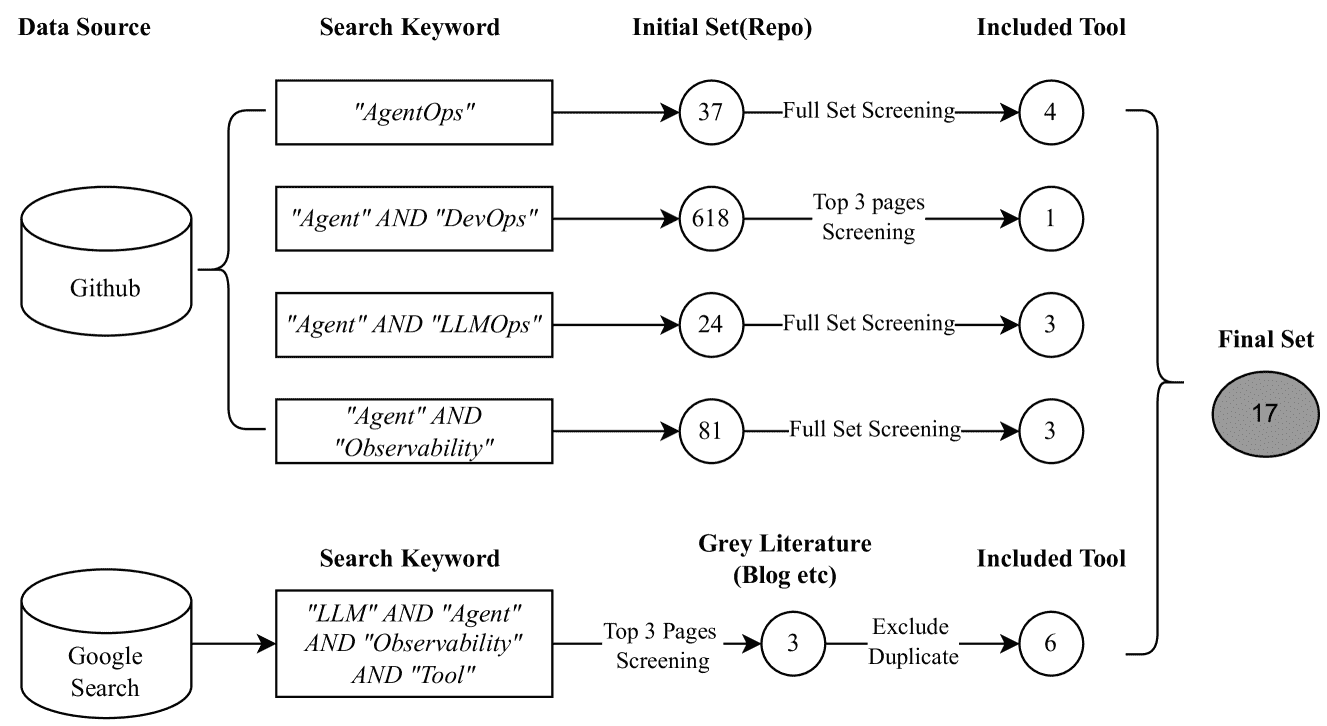 Data Source
Search Keyword
Initial Set(Repo)
Included Tool
"AgentOps"
37
Full Set Screening
4
"Agent" AND "DevOps"
618
Top 3 pages
Screening
1
Github
"Agent" AND "LLMOps"
24
Full Set Screening
3
Final Set
17
"Agent" AND
"Observability"
81
Full Set Screening
3
Search Keyword
Grey Literature
(Blog etc)
Included Tool
Google
Search
"LLM" AND "Agent"
AND "Observability"
AND "Tool"
Top 3 Pages
Screening
3
Exclude
Duplicate
6